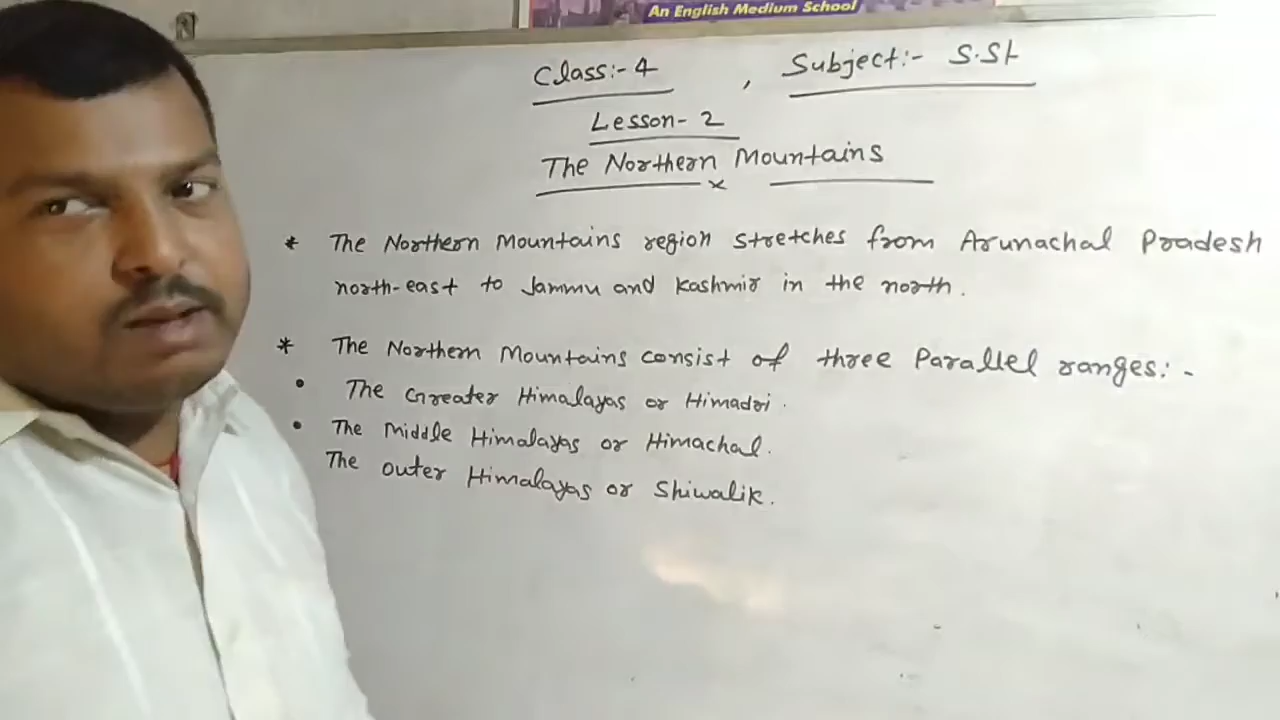 An English Medium School
Class:- 4 , Subject:- S.St
Lesson- 2
The Northern Mountains
* The Northern Mountains region stretches from Arunachal Pradesh
north-east to Jammu and Kashmir in the north.
* The Northern Mountains consist of three Parallel ranges:-
• The Greater Himalayas or Himadri.
• The Middle Himalayas or Himachal.
The outer Himalayas or Shiwalik.